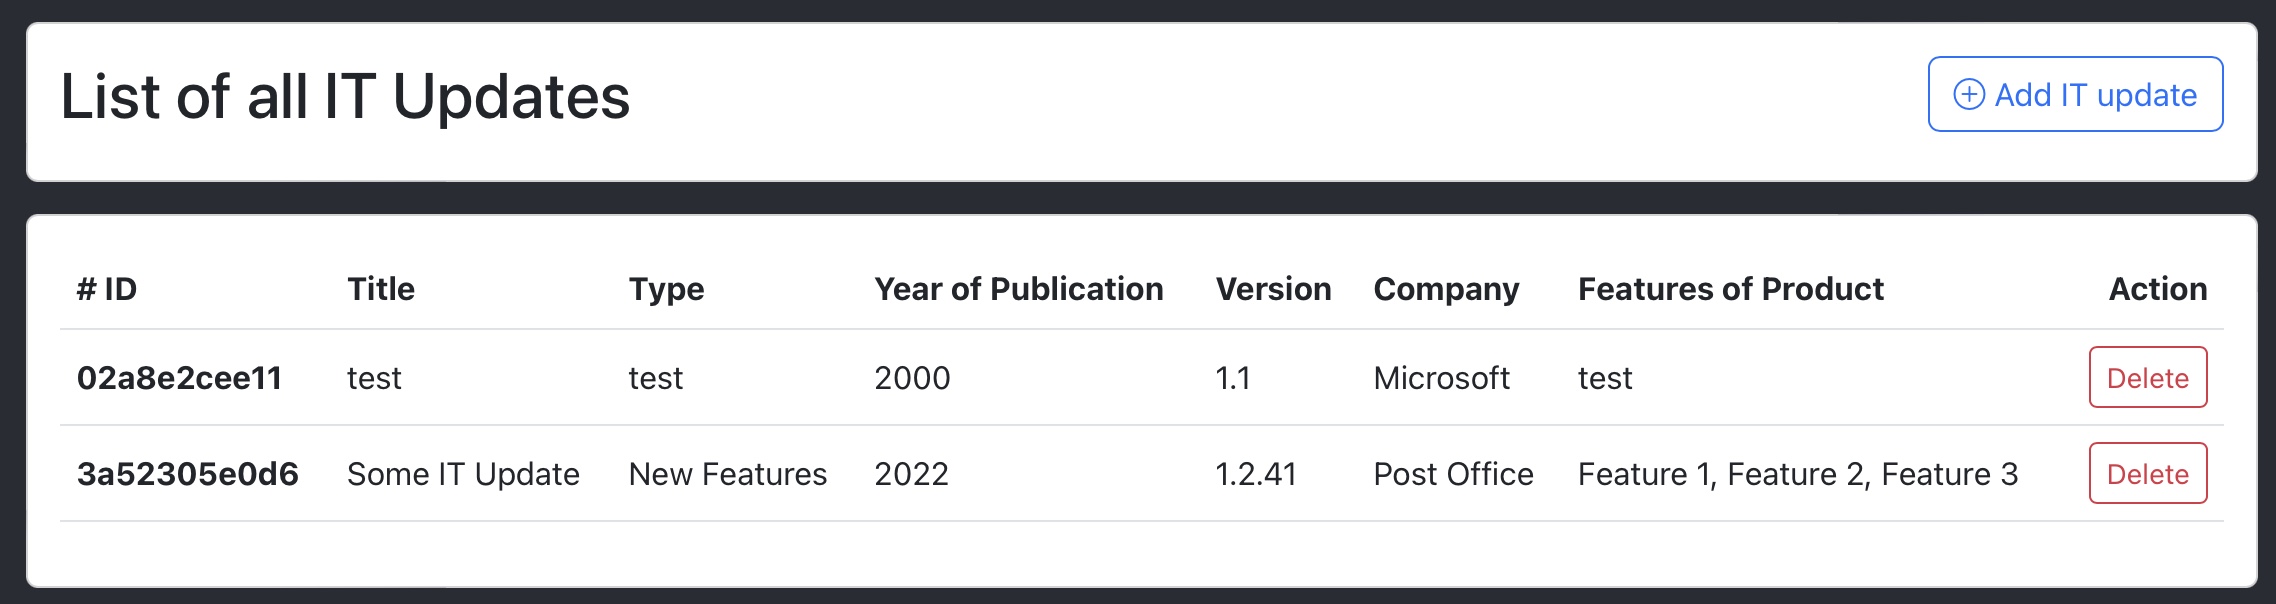 List of all IT Updates
Add IT update
# ID Title Type Year of Publication Version Company Features of Product Action
02a8e2cee11 test test 2000 1.1 Microsoft test Delete
3a52305e0d6 Some IT Update New Features 2022 1.2.41 Post Office Feature 1, Feature 2, Feature 3 Delete